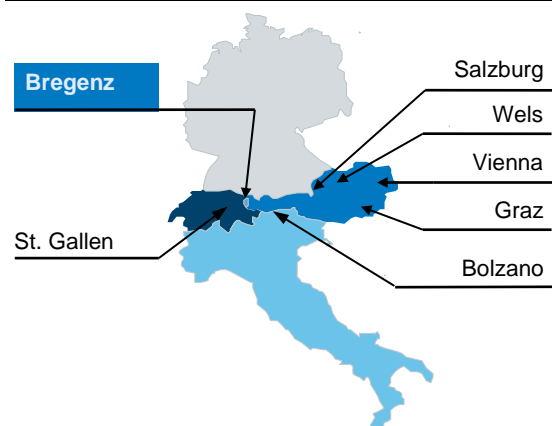 Salzburg
Bregenz
Wels
Vienna
Graz
St. Gallen
Bolzano